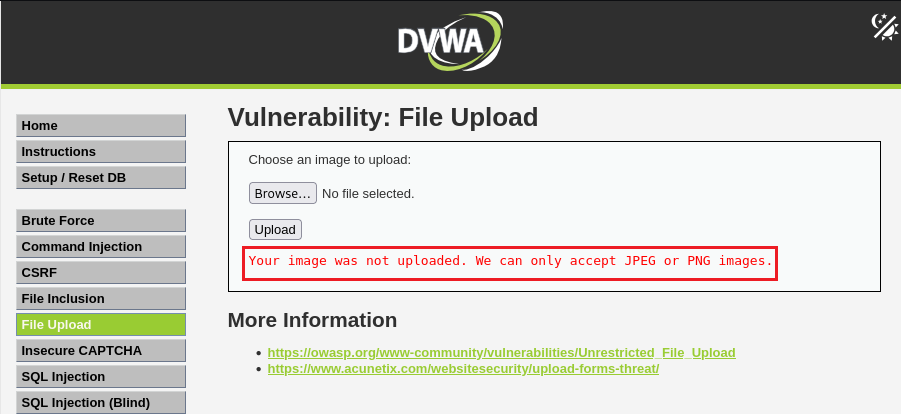 DVWA
Home
Instructions
Setup / Reset DB
Brute Force
Command Injection
CSRF
File Inclusion
File Upload
Insecure CAPTCHA
SQL Injection
SQL Injection (Blind)
Vulnerability: File Upload
Choose an image to upload:
Browse... No file selected.
Upload
Your image was not uploaded. We can only accept JPEG or PNG images.
More Information
https://owasp.org/www-community/vulnerabilities/Unrestricted_File_Upload
https://www.acunetix.com/websitesecurity/upload-forms-threat/